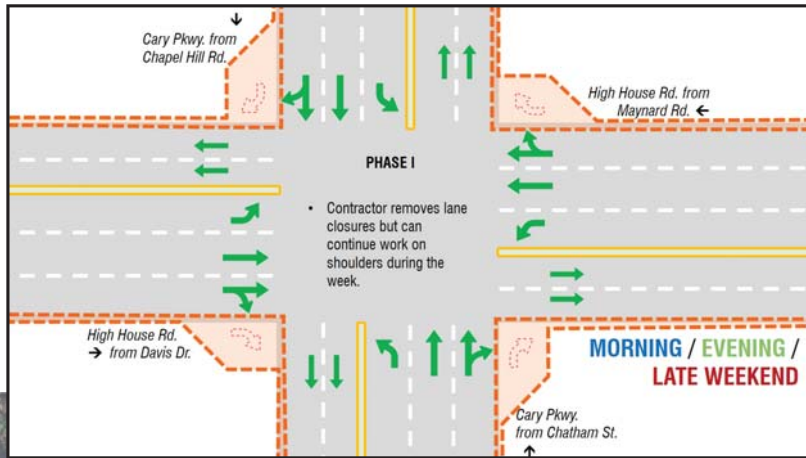 Cary Pkwy. from
Chapel Hill Rd.
High House Rd. from
Maynard Rd. ←
PHASE I
• Contractor removes lane
closures but can
continue work on
shoulders during the
week.
High House Rd.
→ from Davis Dr.
MORNING / EVENING /
LATE WEEKEND
Cary Pkwy.
from Chatham St.